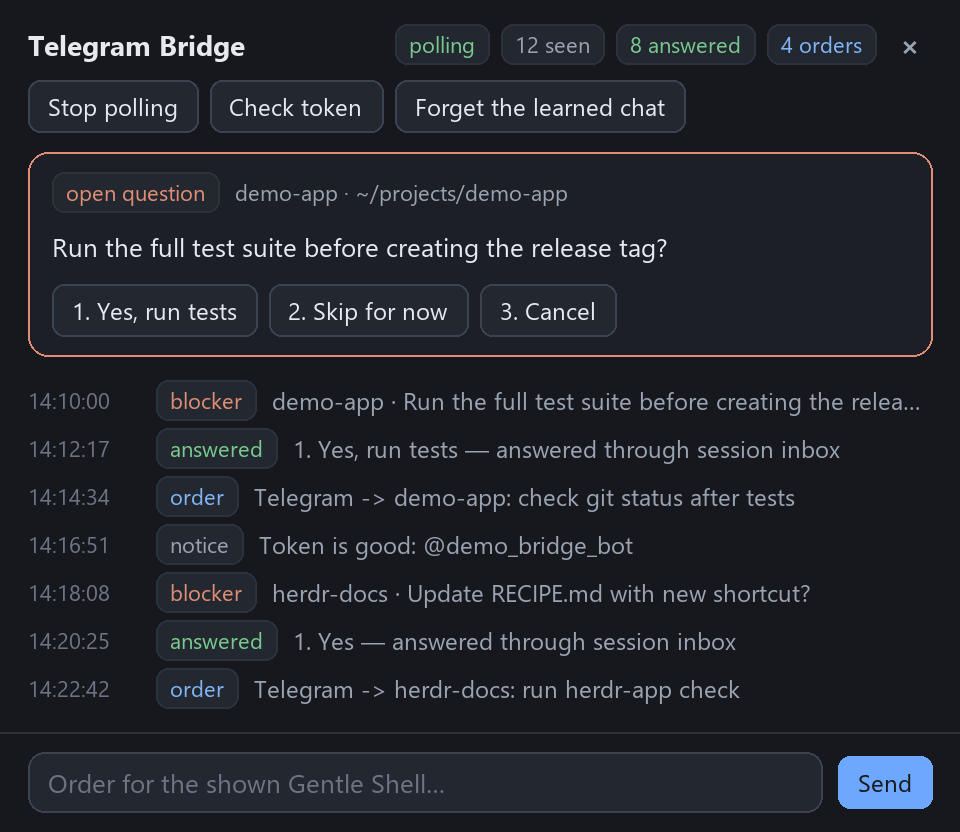 Telegram Bridge polling 12 seen 8 answered 4 orders ×
Stop polling Check token Forget the learned chat
open question demo-app · ~/projects/demo-app
Run the full test suite before creating the release tag?
1. Yes, run tests 2. Skip for now 3. Cancel
14:10:00 blocker demo-app · Run the full test suite before creating the relea…
14:12:17 answered 1. Yes, run tests — answered through session inbox
14:14:34 order Telegram -> demo-app: check git status after tests
14:16:51 notice Token is good: @demo_bridge_bot
14:18:08 blocker herdr-docs · Update RECIPE.md with new shortcut?
14:20:25 answered 1. Yes — answered through session inbox
14:22:42 order Telegram -> herdr-docs: run herdr-app check
Order for the shown Gentle Shell… Send